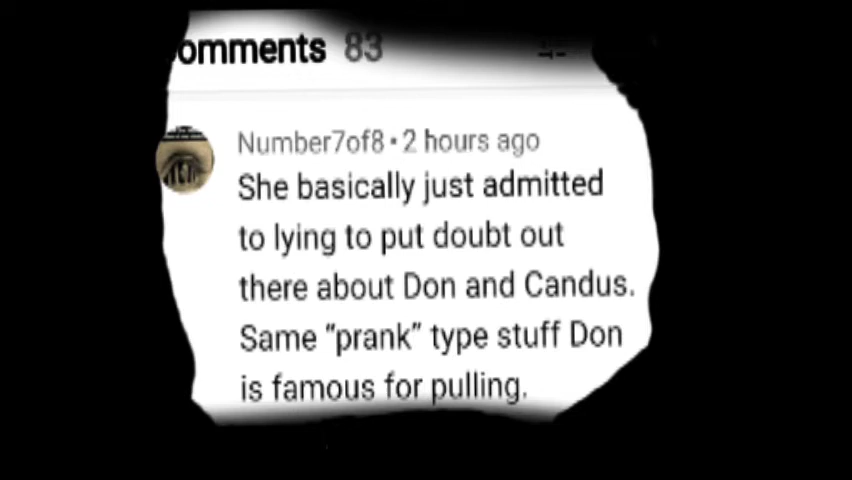 omments 83
Number7of8 • 2 hours ago
She basically just admitted
to lying to put doubt out
there about Don and Candus.
Same “prank” type stuff Don
is famous for pulling.